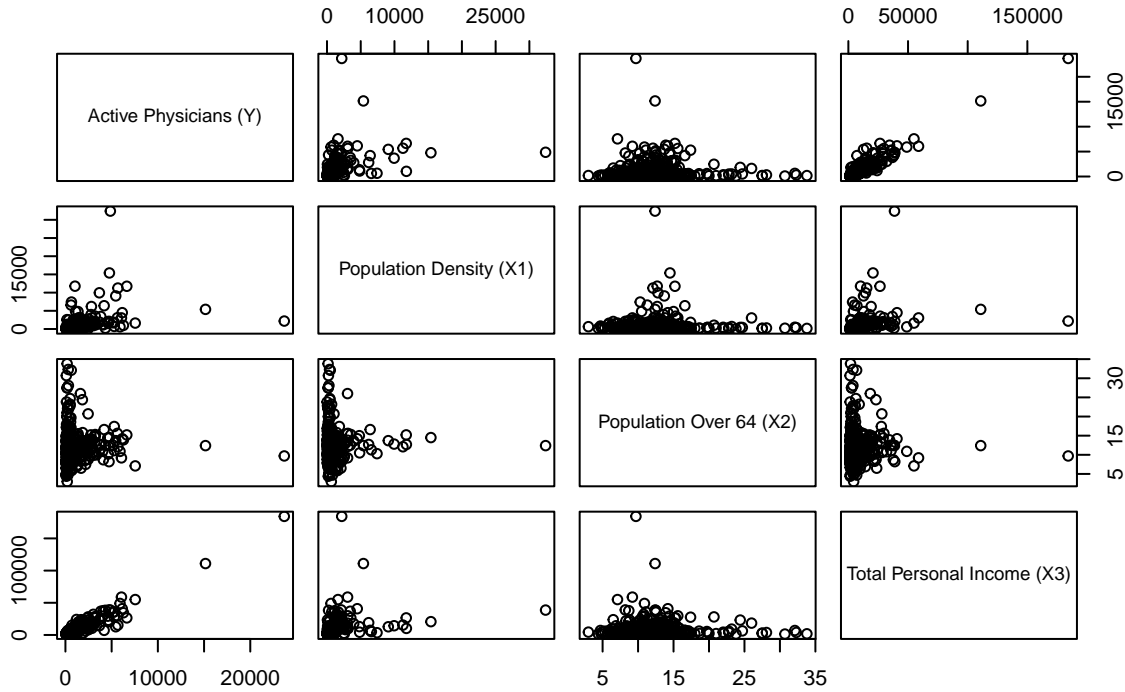 0 10000 25000
0 50000 150000
Active Physicians (Y)
0 15000
0 15000
Population Density (X1)
Population Over 64 (X2)
5 15 30
0 100000
Total Personal Income (X3)
0 10000 20000
5 15 25 35